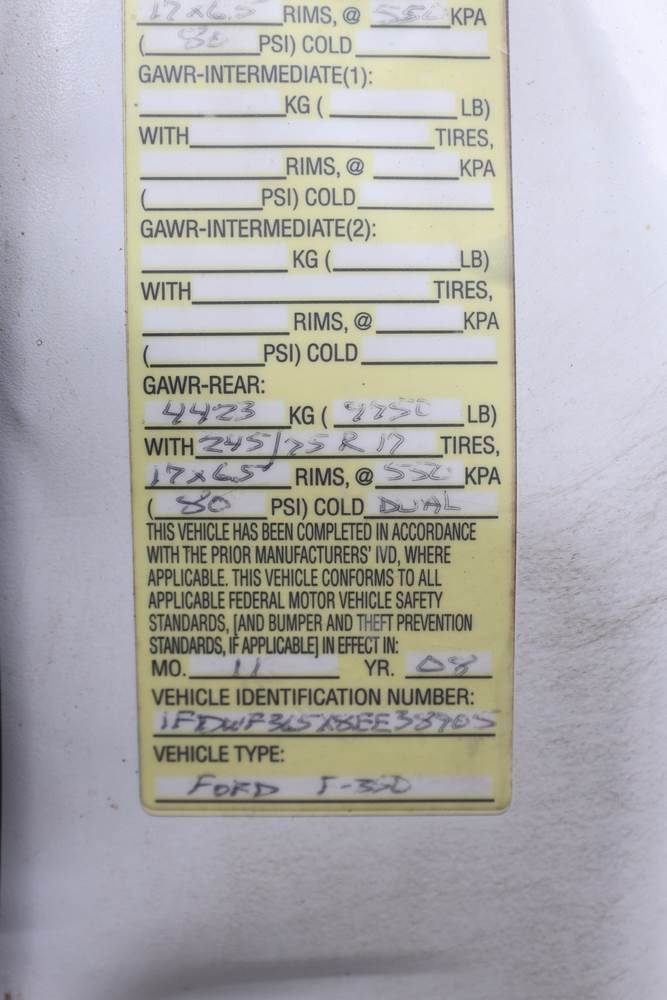 17x6.5 RIMS, @ 550 KPA
( 80 PSI) COLD
GAWR-INTERMEDIATE(1):
KG ( LB)
WITH TIRES,
RIMS, @ KPA
( PSI) COLD
GAWR-INTERMEDIATE(2):
KG ( LB)
WITH TIRES,
RIMS, @ KPA
( PSI) COLD
GAWR-REAR:
4423 KG ( 9750 LB)
WITH 245/75 R 17 TIRES,
17x6.5 RIMS, @ 550 KPA
( 80 PSI) COLD DUAL
THIS VEHICLE HAS BEEN COMPLETED IN ACCORDANCE
WITH THE PRIOR MANUFACTURERS' IVD, WHERE
APPLICABLE. THIS VEHICLE CONFORMS TO ALL
APPLICABLE FEDERAL MOTOR VEHICLE SAFETY
STANDARDS, [AND BUMPER AND THEFT PREVENTION
STANDARDS, IF APPLICABLE] IN EFFECT IN:
MO. 11 YR. 08
VEHICLE IDENTIFICATION NUMBER:
VEHICLE TYPE:
FORD F-350